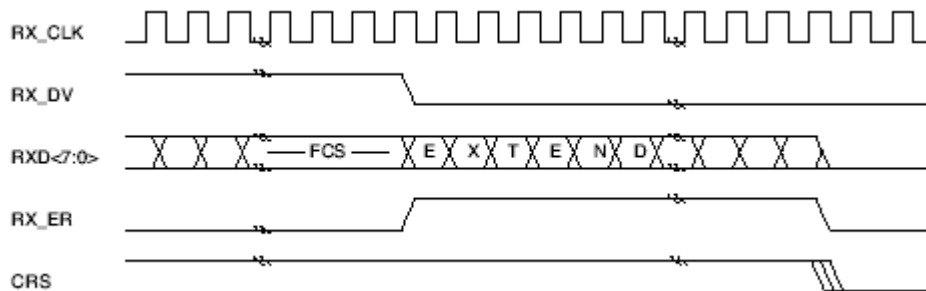 RX_CLK
RX_DV
RXD<7:0> FCS E X T E N D
RX_ER
CRS